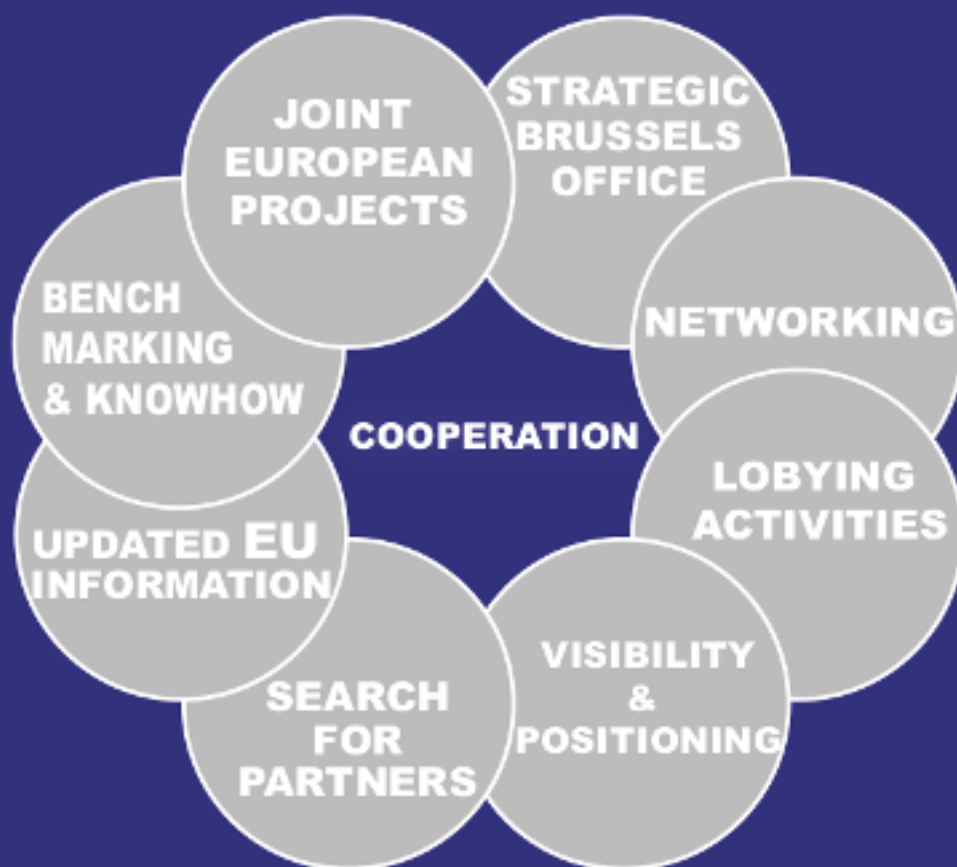 JOINT
EUROPEAN
PROJECTS
STRATEGIC
BRUSSELS
OFFICE
NETWORKING
LOBYING
ACTIVITIES
VISIBILITY
&
POSITIONING
SEARCH
FOR
PARTNERS
UPDATED EU
INFORMATION
BENCH
MARKING
& KNOWHOW
COOPERATION